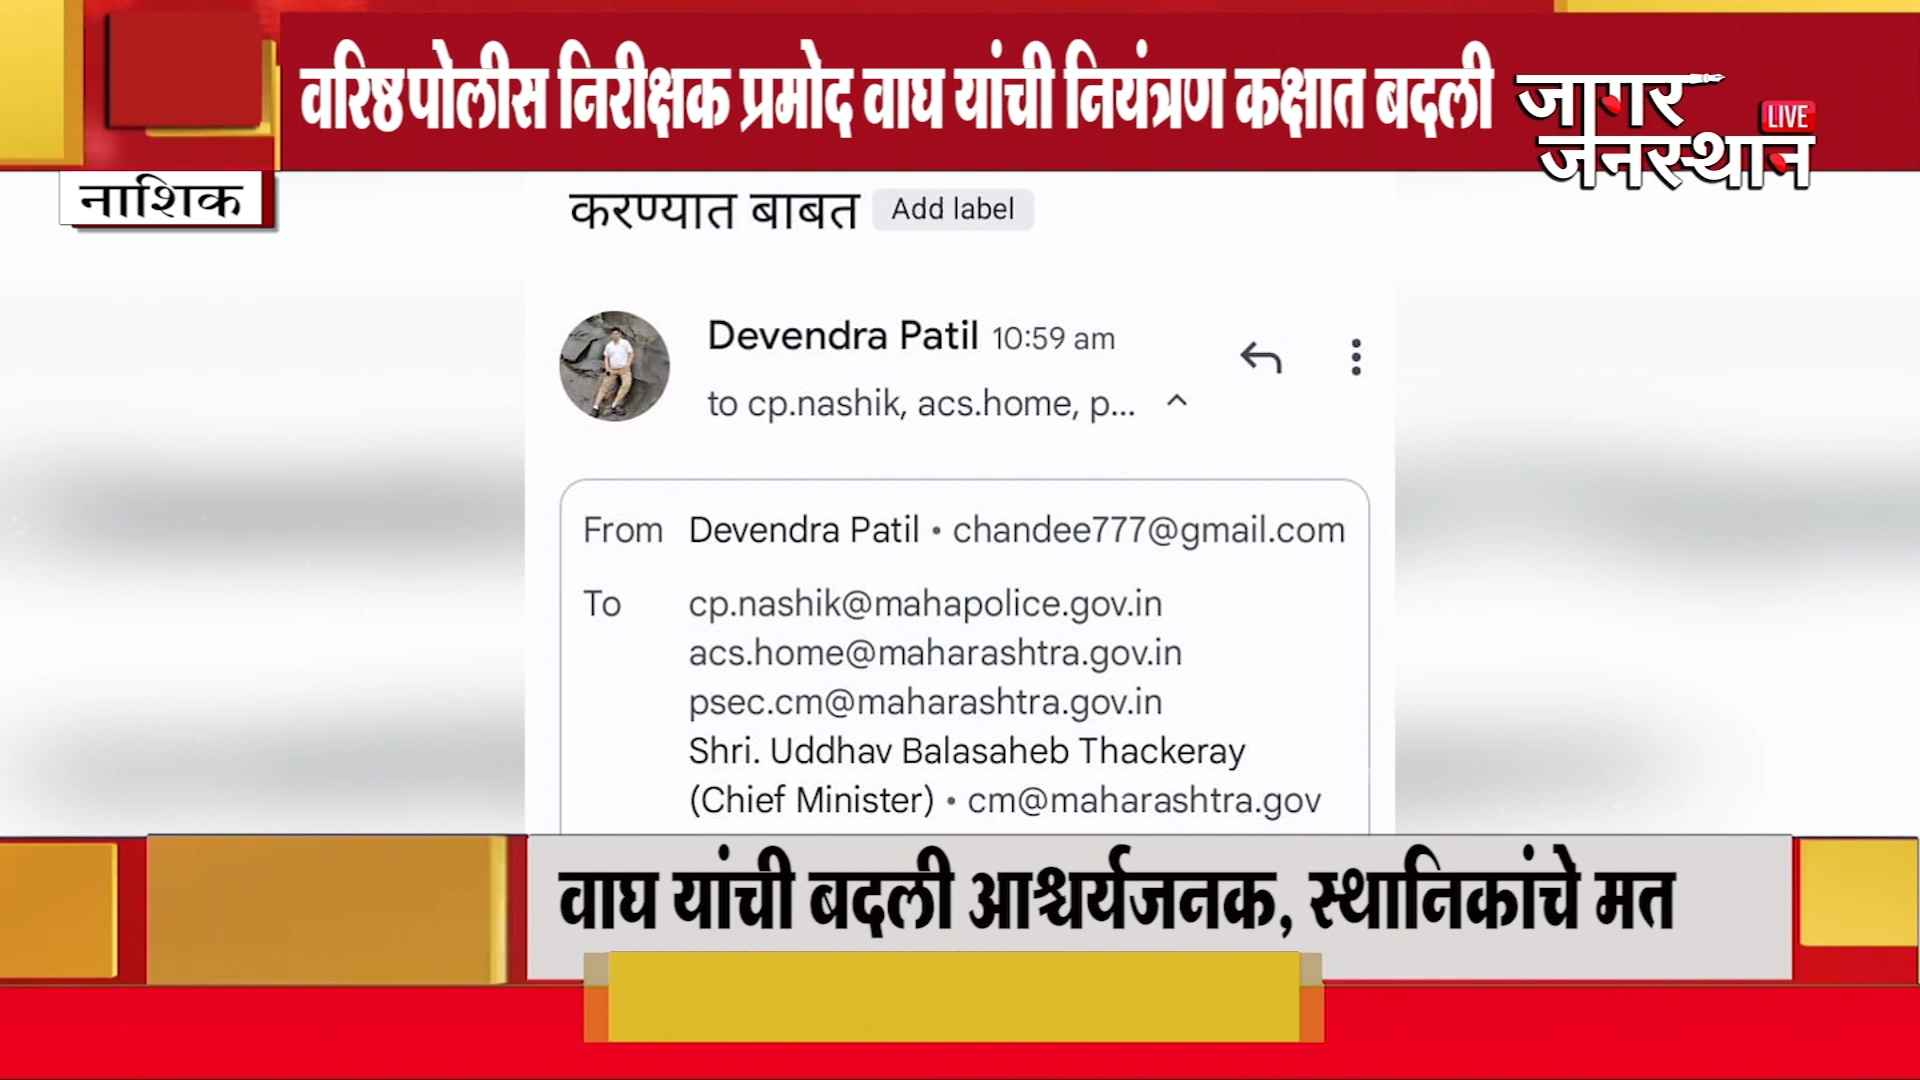 वरिष्ठ पोलीस निरीक्षक प्रमोद वाघ यांची नियंत्रण कक्षात बदली
जागर
LIVE
जनस्थान
नाशिक
करण्यात बाबत Add label
Devendra Patil 10:59 am
to cp.nashik, acs.home, p...
From Devendra Patil • chandee777@gmail.com
To cp.nashik@mahapolice.gov.in
acs.home@maharashtra.gov.in
psec.cm@maharashtra.gov.in
Shri. Uddhav Balasaheb Thackeray
(Chief Minister) • cm@maharashtra.gov
वाघ यांची बदली आश्चर्यजनक, स्थानिकांचे मत